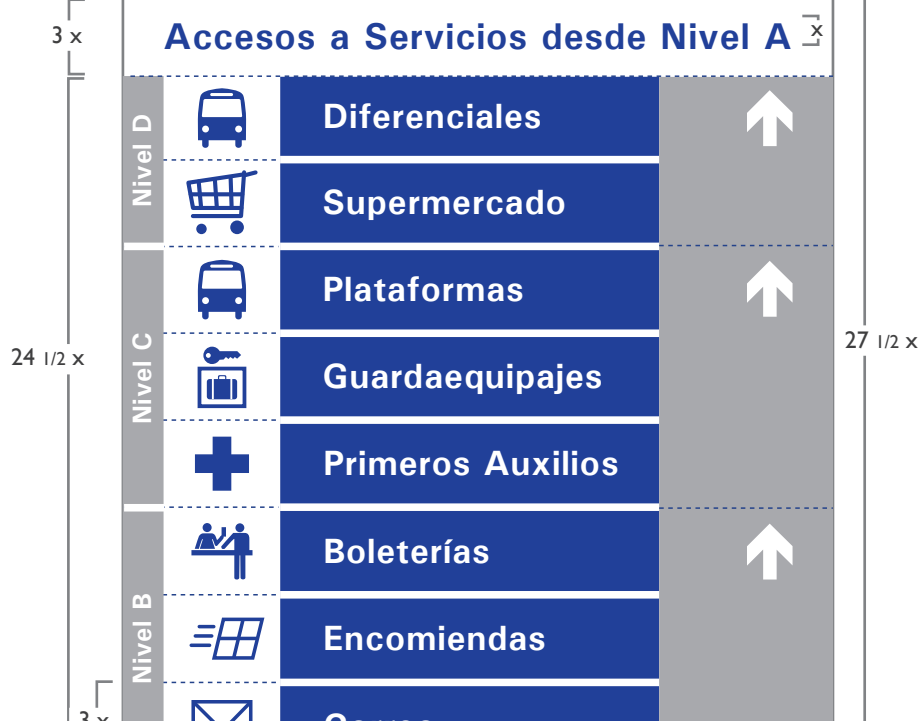 3 x
Accesos a Servicios desde Nivel A
x
Nivel D
Diferenciales
Supermercado
Nivel C
Plataformas
24 1/2 x
27 1/2 x
Guardaequipajes
Primeros Auxilios
Nivel B
Boleterías
Encomiendas
3 x